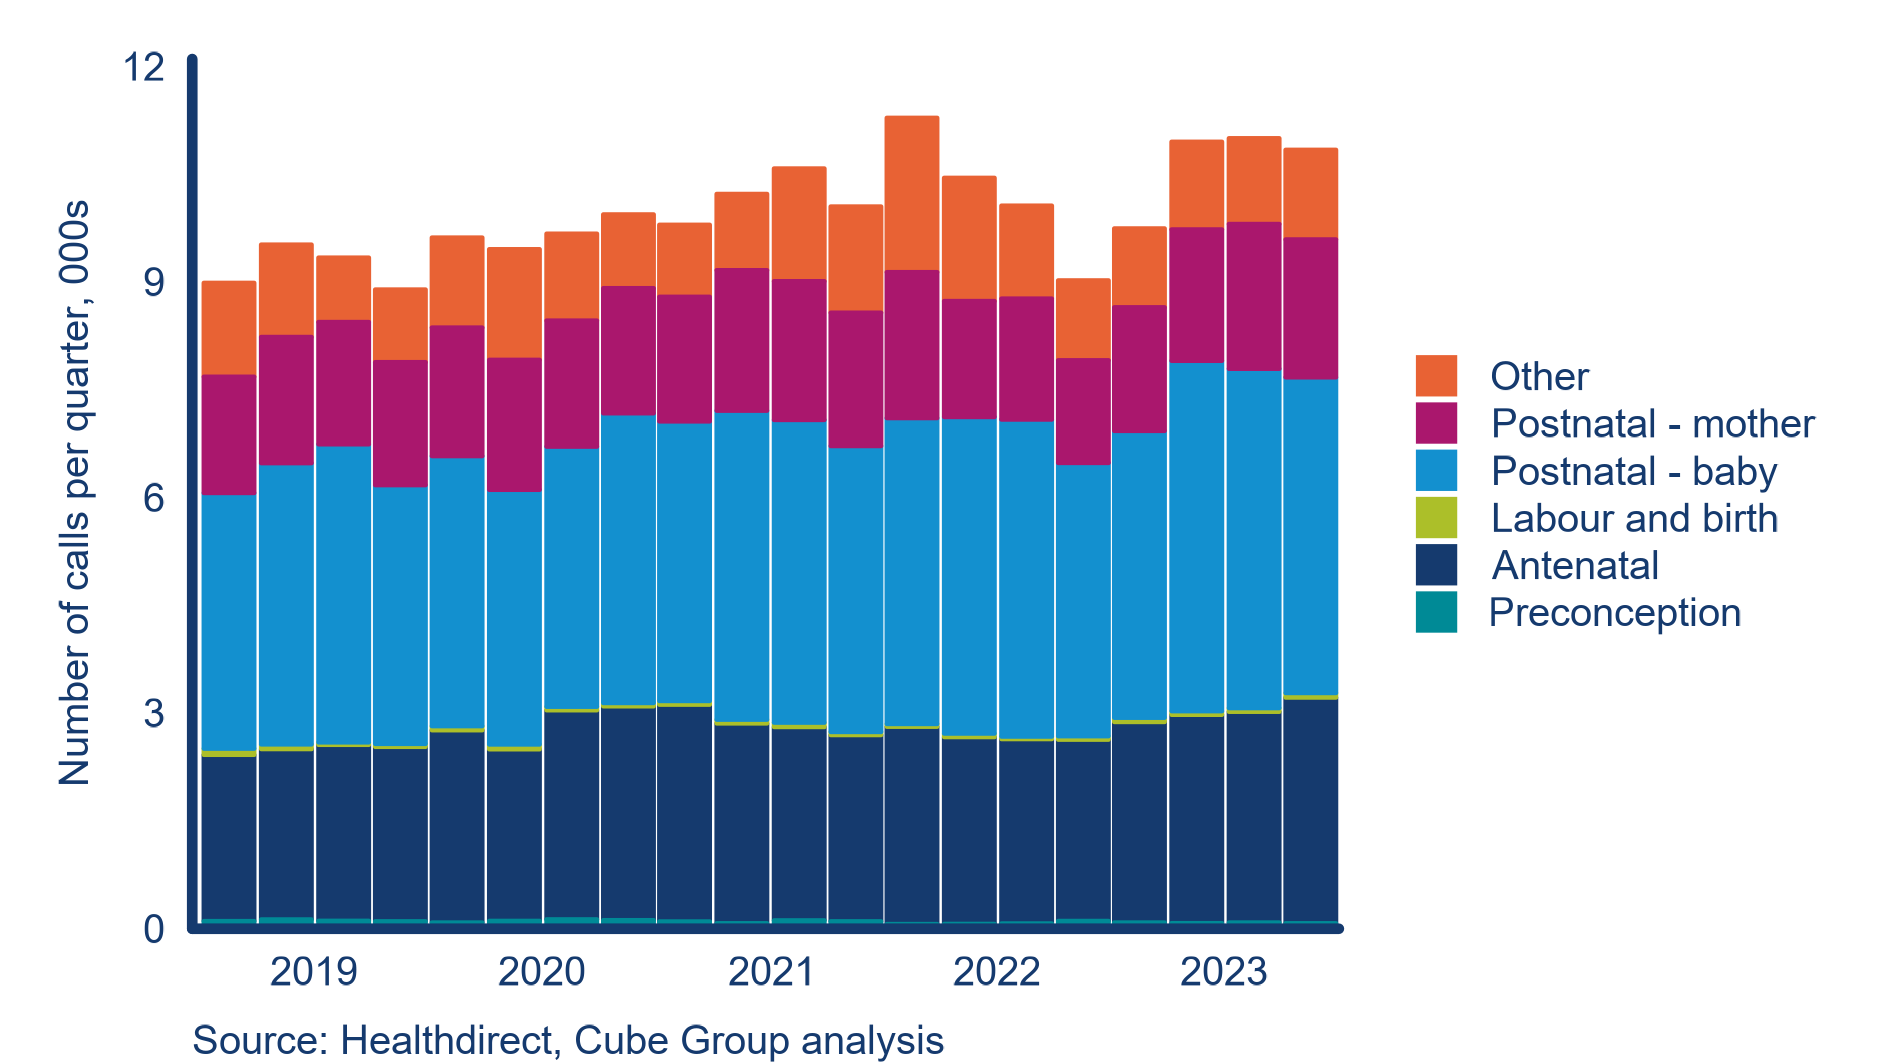 12
9
6
3
0
Number of calls per quarter, 000s
2019 2020 2021 2022 2023
Other
Postnatal - mother
Postnatal - baby
Labour and birth
Antenatal
Preconception
Source: Healthdirect, Cube Group analysis